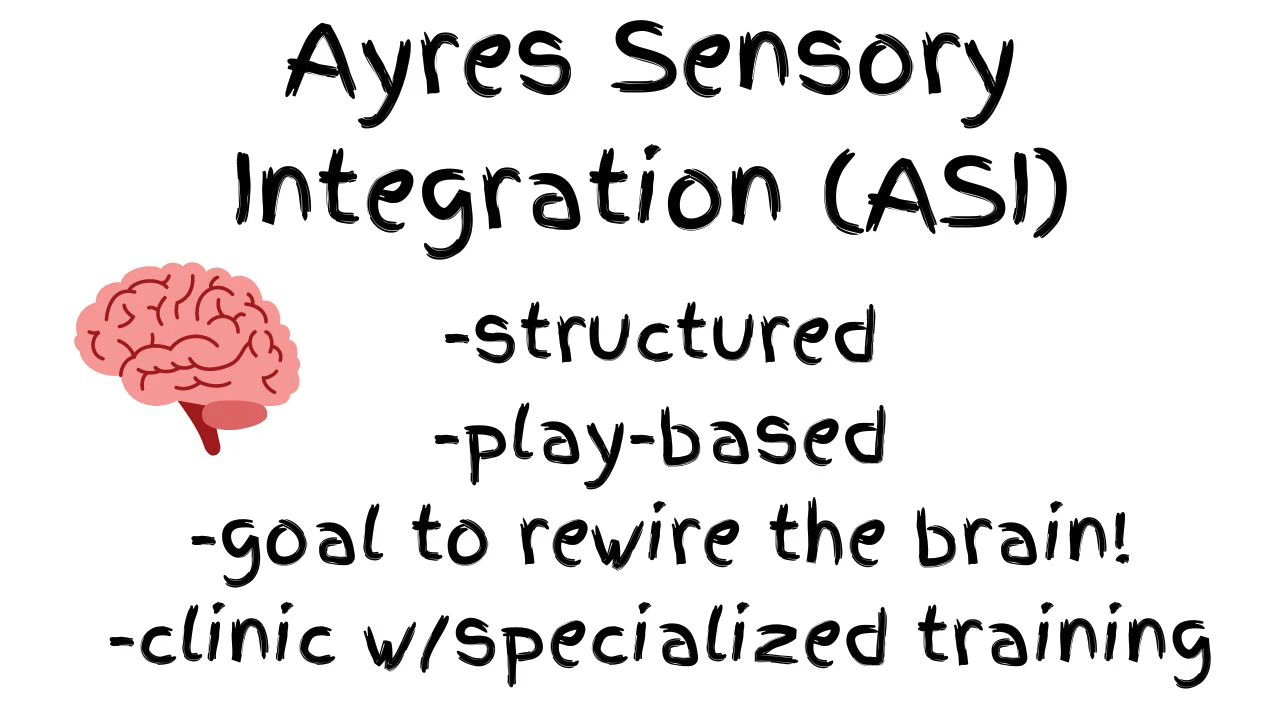 Ayres Sensory
Integration (ASI)
-structured
-play-based
-goal to rewire the brain!
-clinic w/specialized training